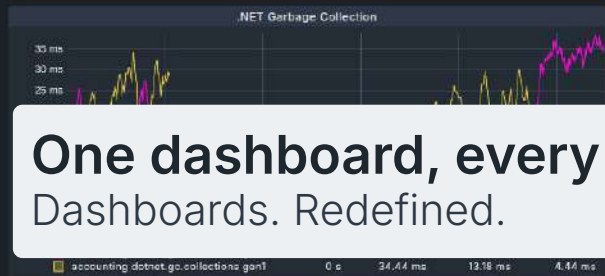 .NET Garbage Collection
35 ms
30 ms
25 ms
One dashboard, every
Dashboards. Redefined.
accounting dotnet.gc.collections gen1 0 s 34.44 ms 13.18 ms 4.44 ms